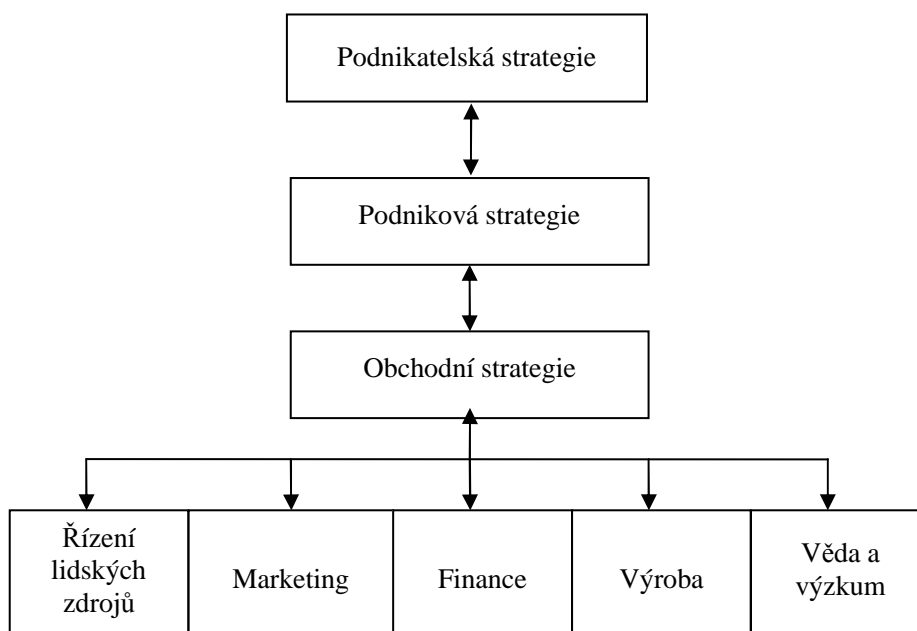 Podnikatelská strategie
Podniková strategie
Obchodní strategie
Řízení
lidských
zdrojů
Marketing
Finance
Výroba
Věda a
výzkum